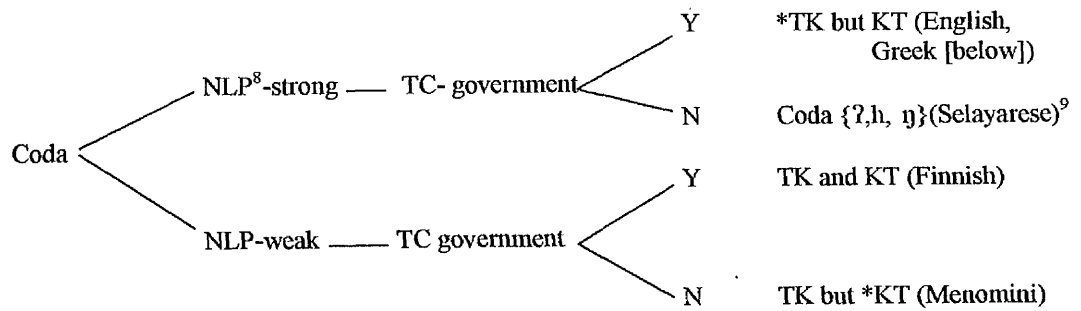 Y *TK but KT (English,
Greek [below])
NLP⁸-strong TC- government
N Coda {ʔ,h, ŋ}(Selayarese)⁹
Coda
Y TK and KT (Finnish)
NLP-weak TC government
N TK but *KT (Menomini)